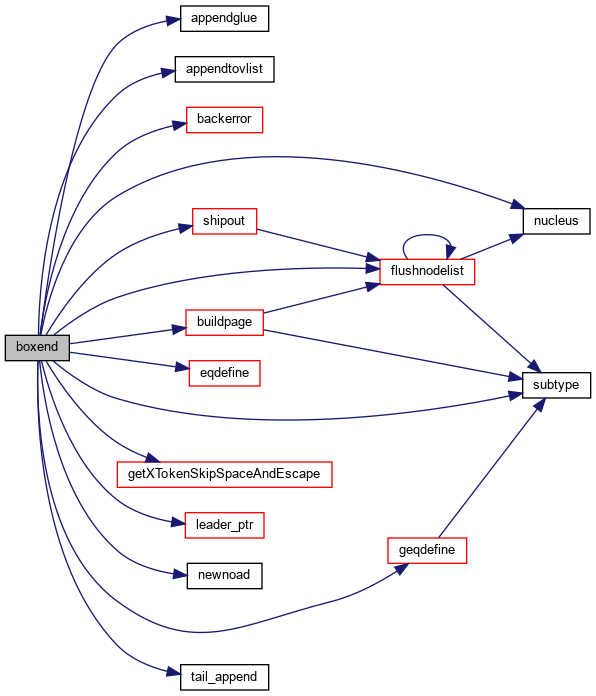 appendglue
appendtovlist
backerror
shipout
nucleus
flushnodelist
buildpage
boxend
eqdefine
subtype
getXTokenSkipSpaceAndEscape
leader_ptr
geqdefine
newnoad
tail_append